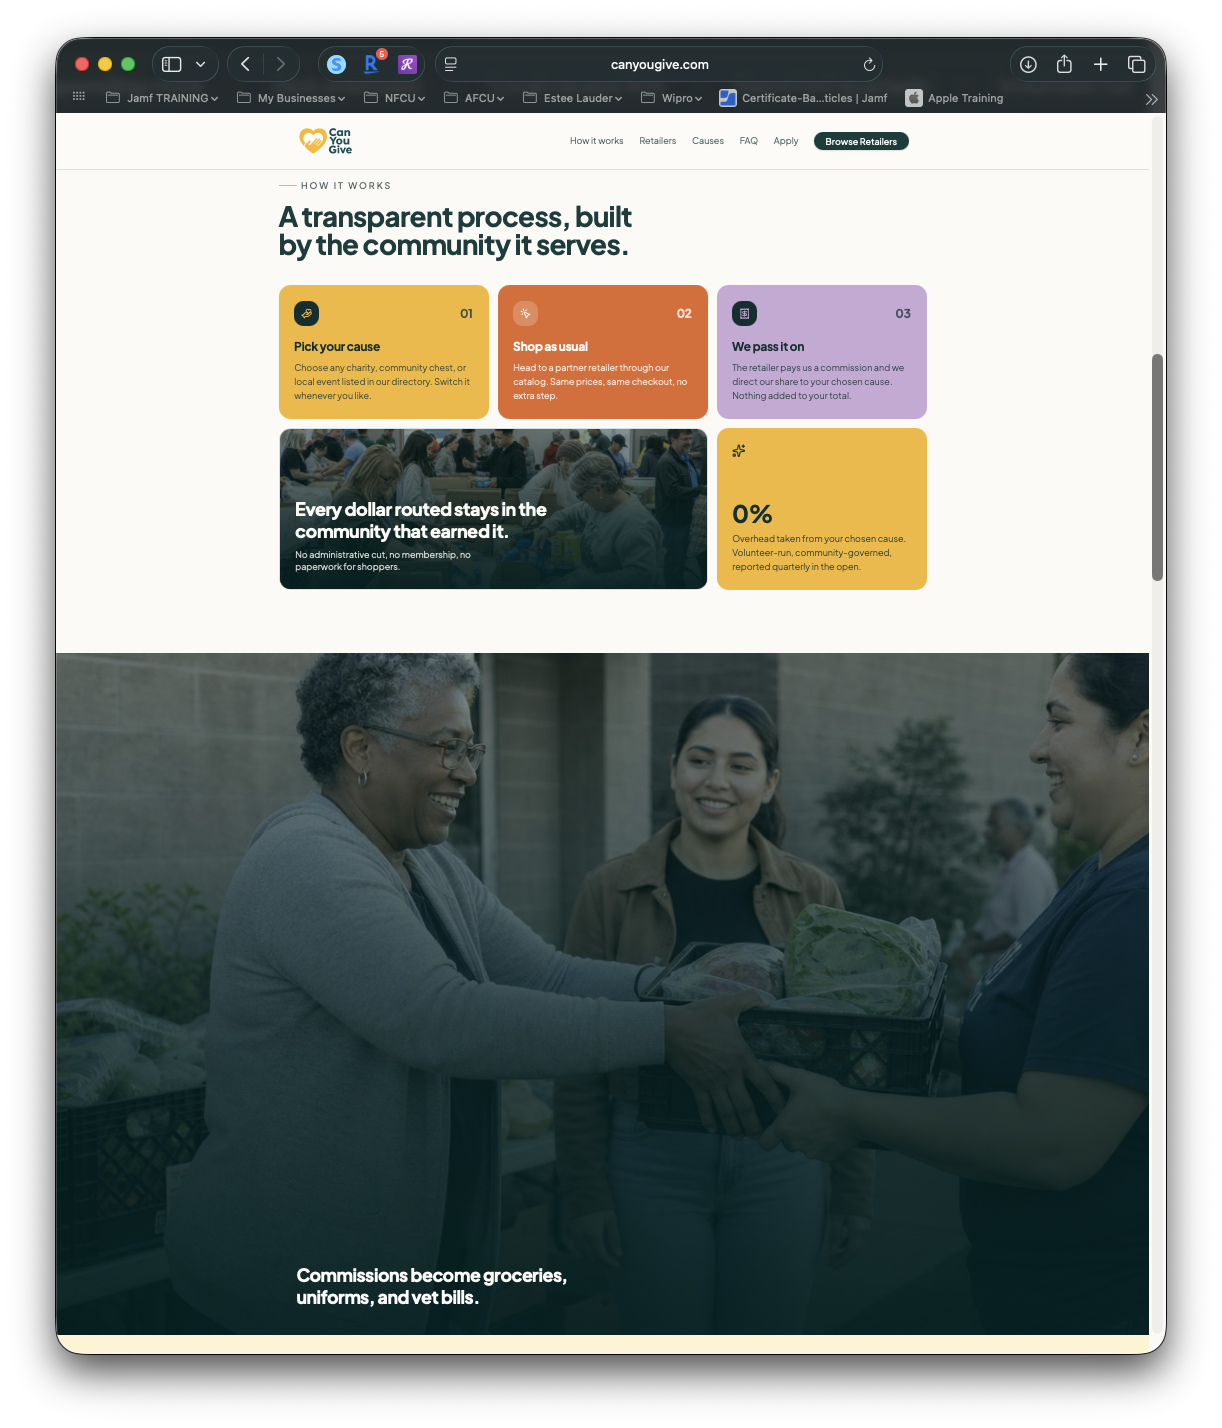 5
canyougive.com
Jamf TRAINING
My Businesses
NFCU
AFCU
Estee Lauder
Wipro
Certificate-Ba...ticles | Jamf
Apple Training
Can
You
Give
How it works
Retailers
Causes
FAQ
Apply
Browse Retailers
HOW IT WORKS
A transparent process, built
by the community it serves.
01
Pick your cause
Choose any charity, community chest, or
local event listed in our directory. Switch it
whenever you like.
02
Shop as usual
Head to a partner retailer through our
catalog. Same prices, same checkout, no
extra step.
03
We pass it on
The retailer pays us a commission and we
direct our share to your chosen cause.
Nothing added to your total.
Every dollar routed stays in the
community that earned it.
No administrative cut, no membership, no
paperwork for shoppers.
0%
Overhead taken from your chosen cause.
Volunteer-run, community-governed,
reported quarterly in the open.
Commissions become groceries,
uniforms, and vet bills.